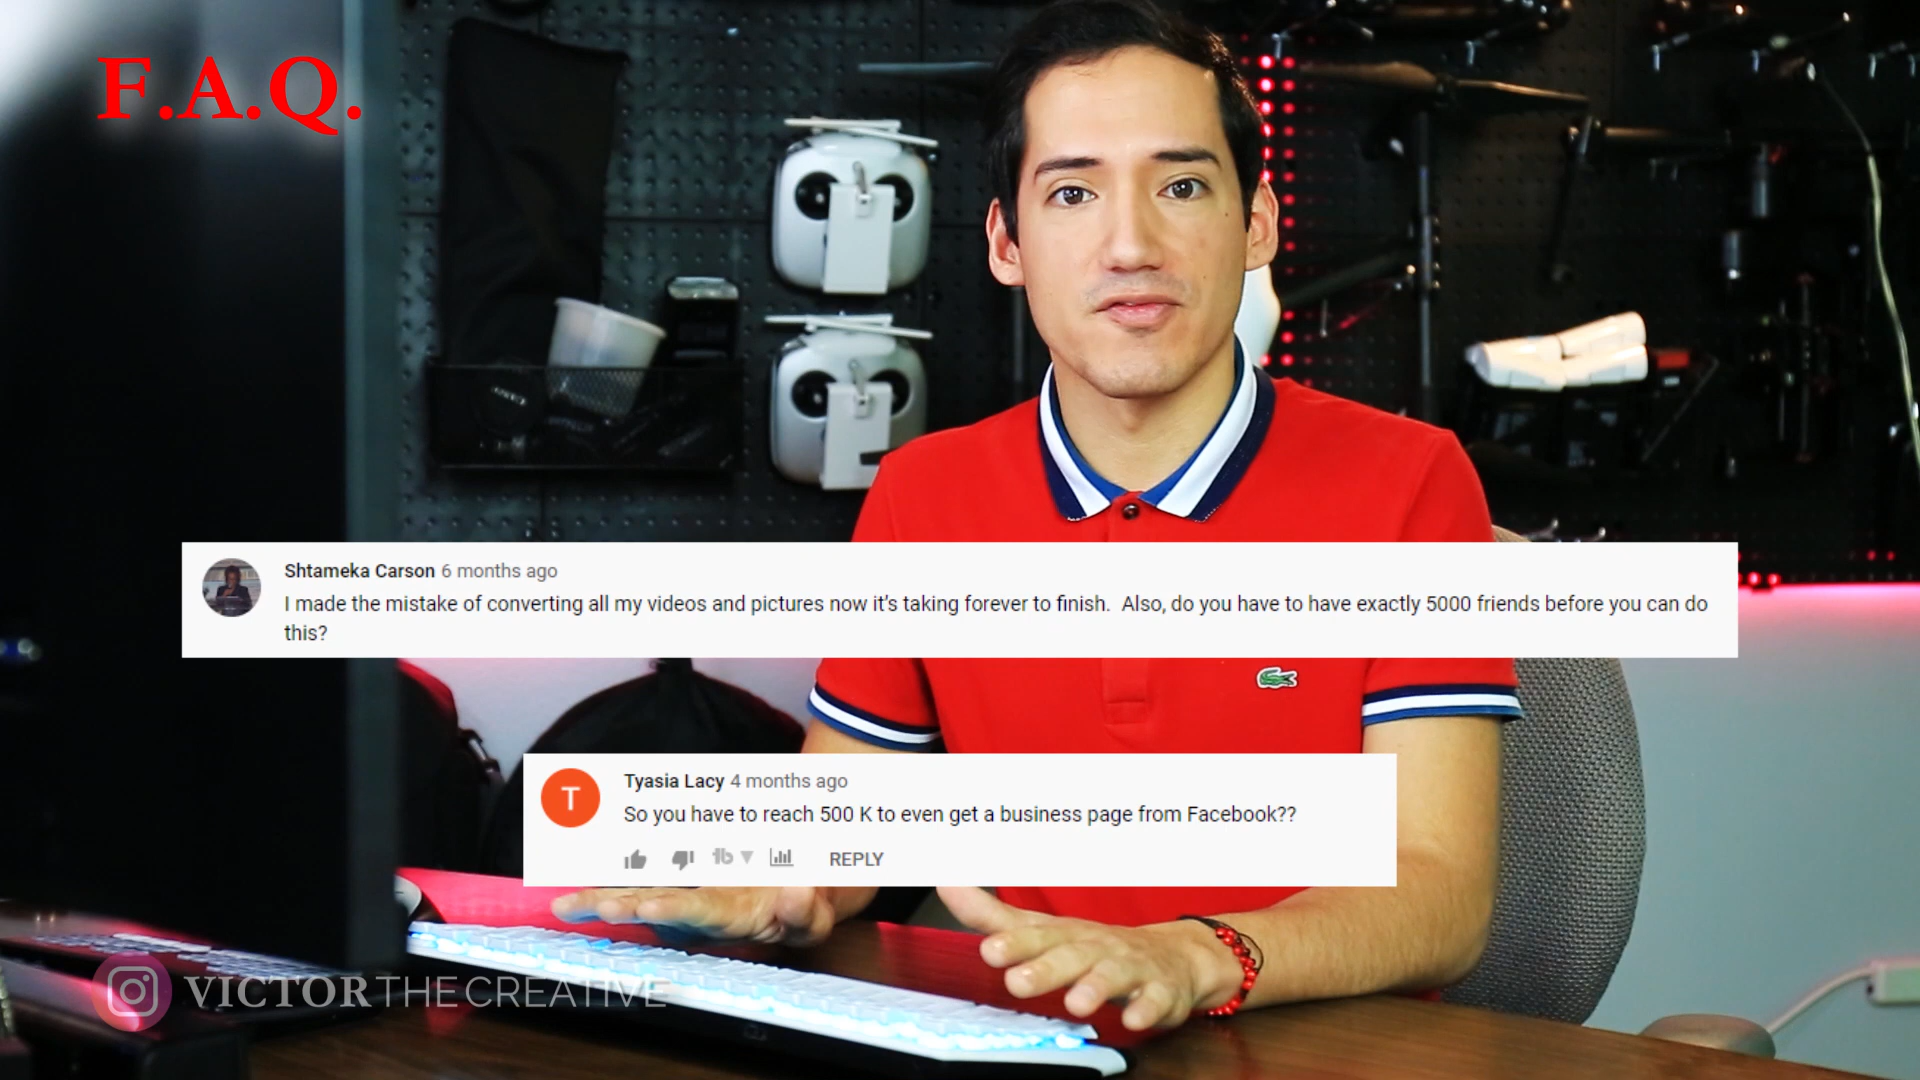 F.A.Q.
Shtameka Carson 6 months ago
I made the mistake of converting all my videos and pictures now it's taking forever to finish.  Also, do you have to have exactly 5000 friends before you can do
this?
T
Tyasia Lacy 4 months ago
So you have to reach 500 K to even get a business page from Facebook??
REPLY
VICTORTHECREATIVE